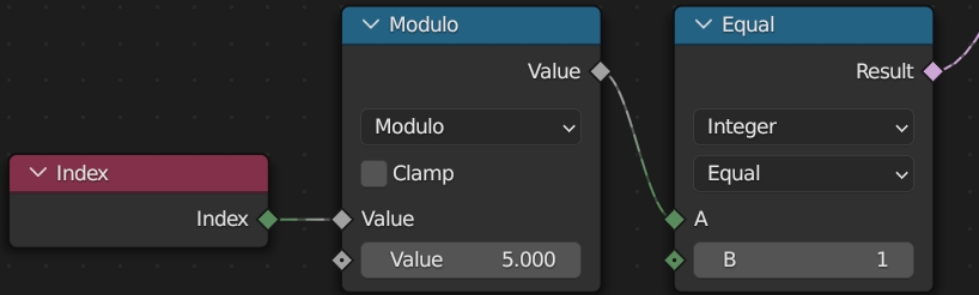 Index
Index
Modulo
Value
Modulo
Clamp
Value
Value 5.000
Equal
Result
Integer
Equal
A
B 1